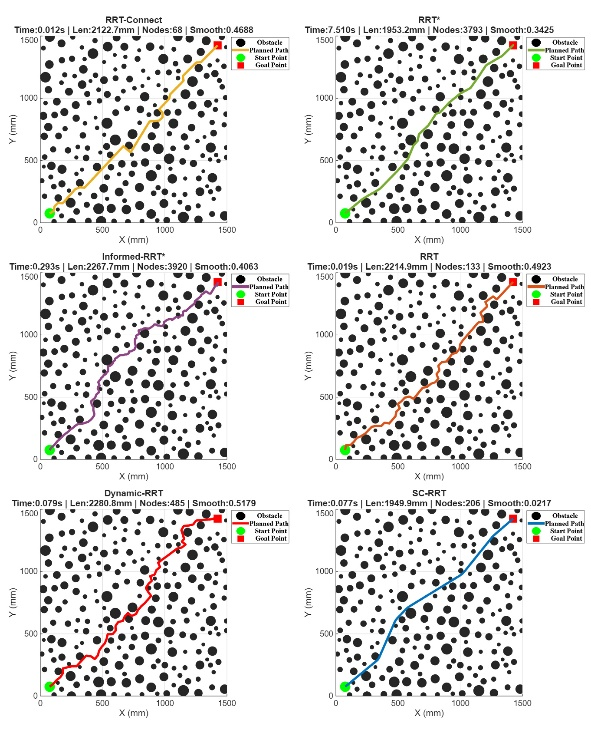 RRT-Connect
Time:0.012s | Len:2122.7mm | Nodes:68 | Smooth:0.4688
1500
1000
500
0
Y (mm)
0 500 1000 1500
X (mm)
Obstacle
Planned Path
Start Point
Goal Point
RRT*
Time:7.510s | Len:1953.2mm | Nodes:3793 | Smooth:0.3425
1500
1000
500
0
Y (mm)
0 500 1000 1500
X (mm)
Obstacle
Planned Path
Start Point
Goal Point
Informed-RRT*
Time:0.293s | Len:2267.7mm | Nodes:3920 | Smooth:0.4063
1500
1000
500
0
Y (mm)
0 500 1000 1500
X (mm)
Obstacle
Planned Path
Start Point
Goal Point
RRT
Time:0.019s | Len:2214.9mm | Nodes:133 | Smooth:0.4923
1500
1000
500
0
Y (mm)
0 500 1000 1500
X (mm)
Obstacle
Planned Path
Start Point
Goal Point
Dynamic-RRT
Time:0.079s | Len:2280.8mm | Nodes:485 | Smooth:0.5179
1500
1000
500
0
Y (mm)
0 500 1000 1500
X (mm)
Obstacle
Planned Path
Start Point
Goal Point
SC-RRT
Time:0.077s | Len:1949.9mm | Nodes:206 | Smooth:0.0217
1500
1000
500
0
Y (mm)
0 500 1000 1500
X (mm)
Obstacle
Planned Path
Start Point
Goal Point